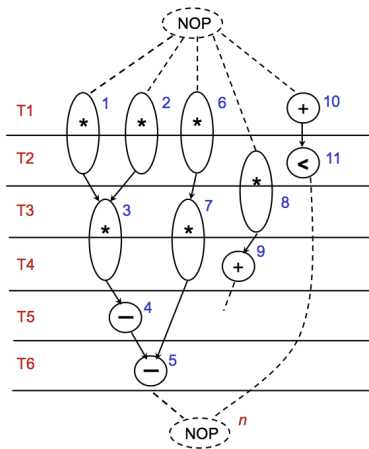 NOP
T1 * 1 * 2 * 6 + 10
T2 * 8 < 11
T3 * 3 * 7
T4 + 9
T5 − 4
T6 − 5
NOP n